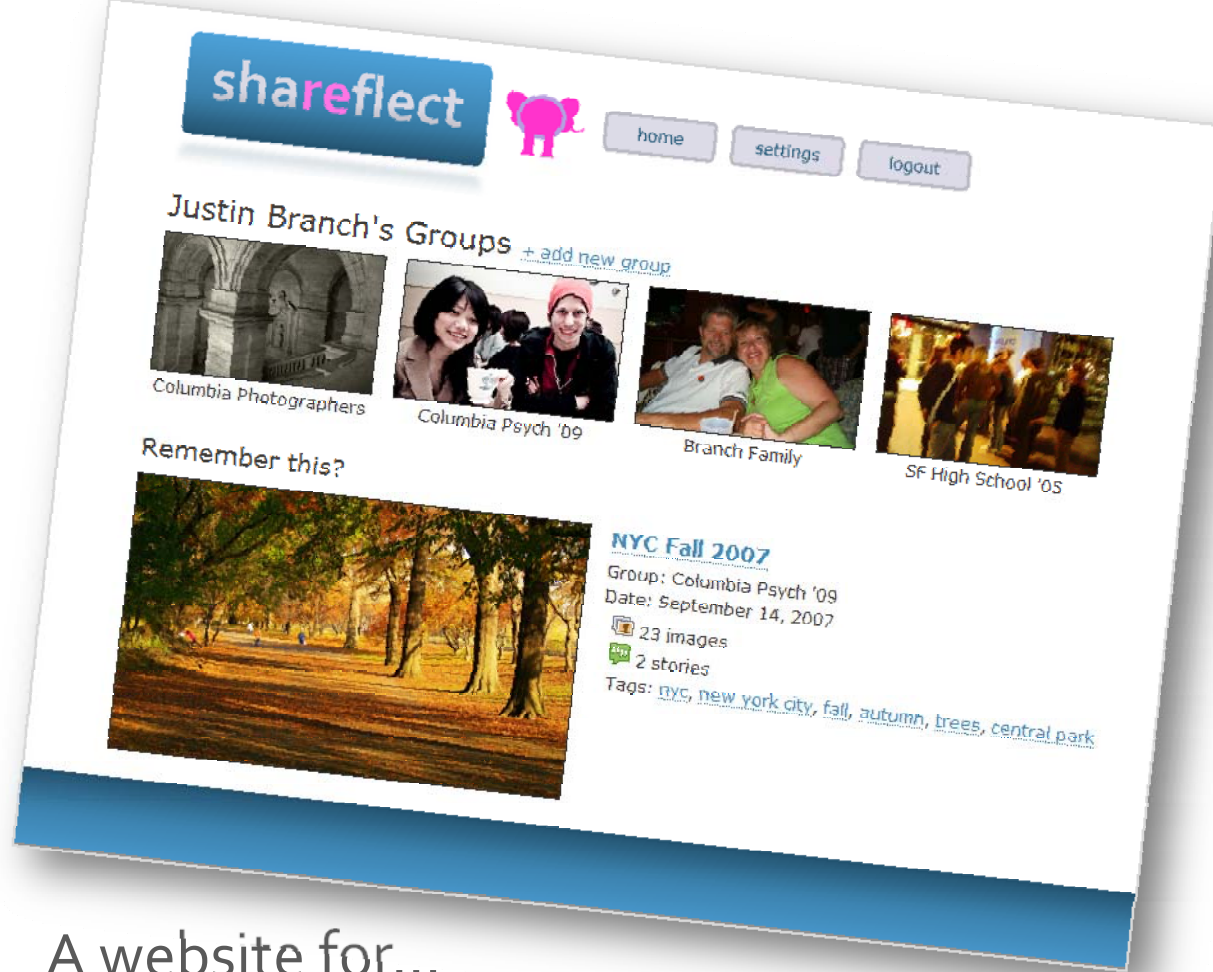 shareflect
home
settings
logout
Justin Branch's Groups + add new group
Columbia Photographers
Columbia Psych '09
Branch Family
SF High School '05
Remember this?
NYC Fall 2007
Group: Columbia Psych '09
Date: September 14, 2007
23 images
2 stories
Tags: nyc, new york city, fall, autumn, trees, central park
A website for...